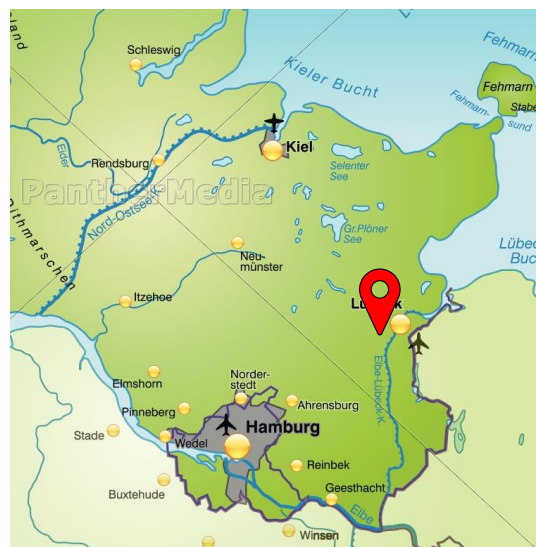 land
Schleswig
Kieler Bucht
Fehmarn
Fehmarn
Stabe
Fehmarn-
sund
Eider
Rendsburg
Kiel
Selenter
See
PantherMedia
Nord-Ostsee
Dithmarschen
Gr.Plöner
See
Neu-
münster
Lübe
Buc
Itzehoe
Elbe-Lübeck-K.
Elmshorn
Norder-
stedt
Pinneberg
Ahrensburg
Stade
Wedel
Hamburg
Reinbek
Buxtehude
Geesthacht
Elbe
Winsen